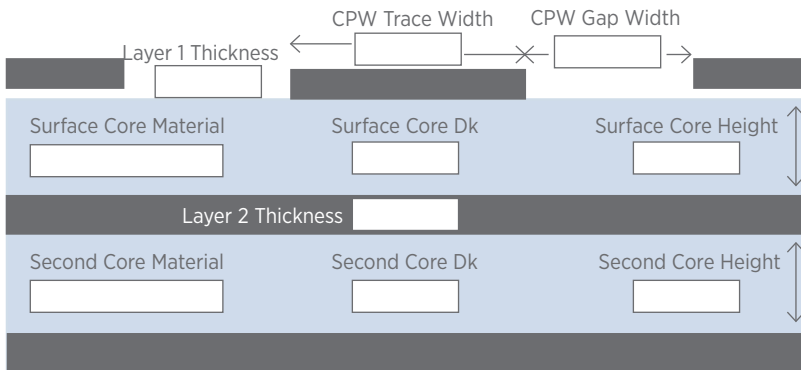 CPW Trace Width
CPW Gap Width
Layer 1 Thickness
Surface Core Material
Surface Core Dk
Surface Core Height
Layer 2 Thickness
Second Core Material
Second Core Dk
Second Core Height